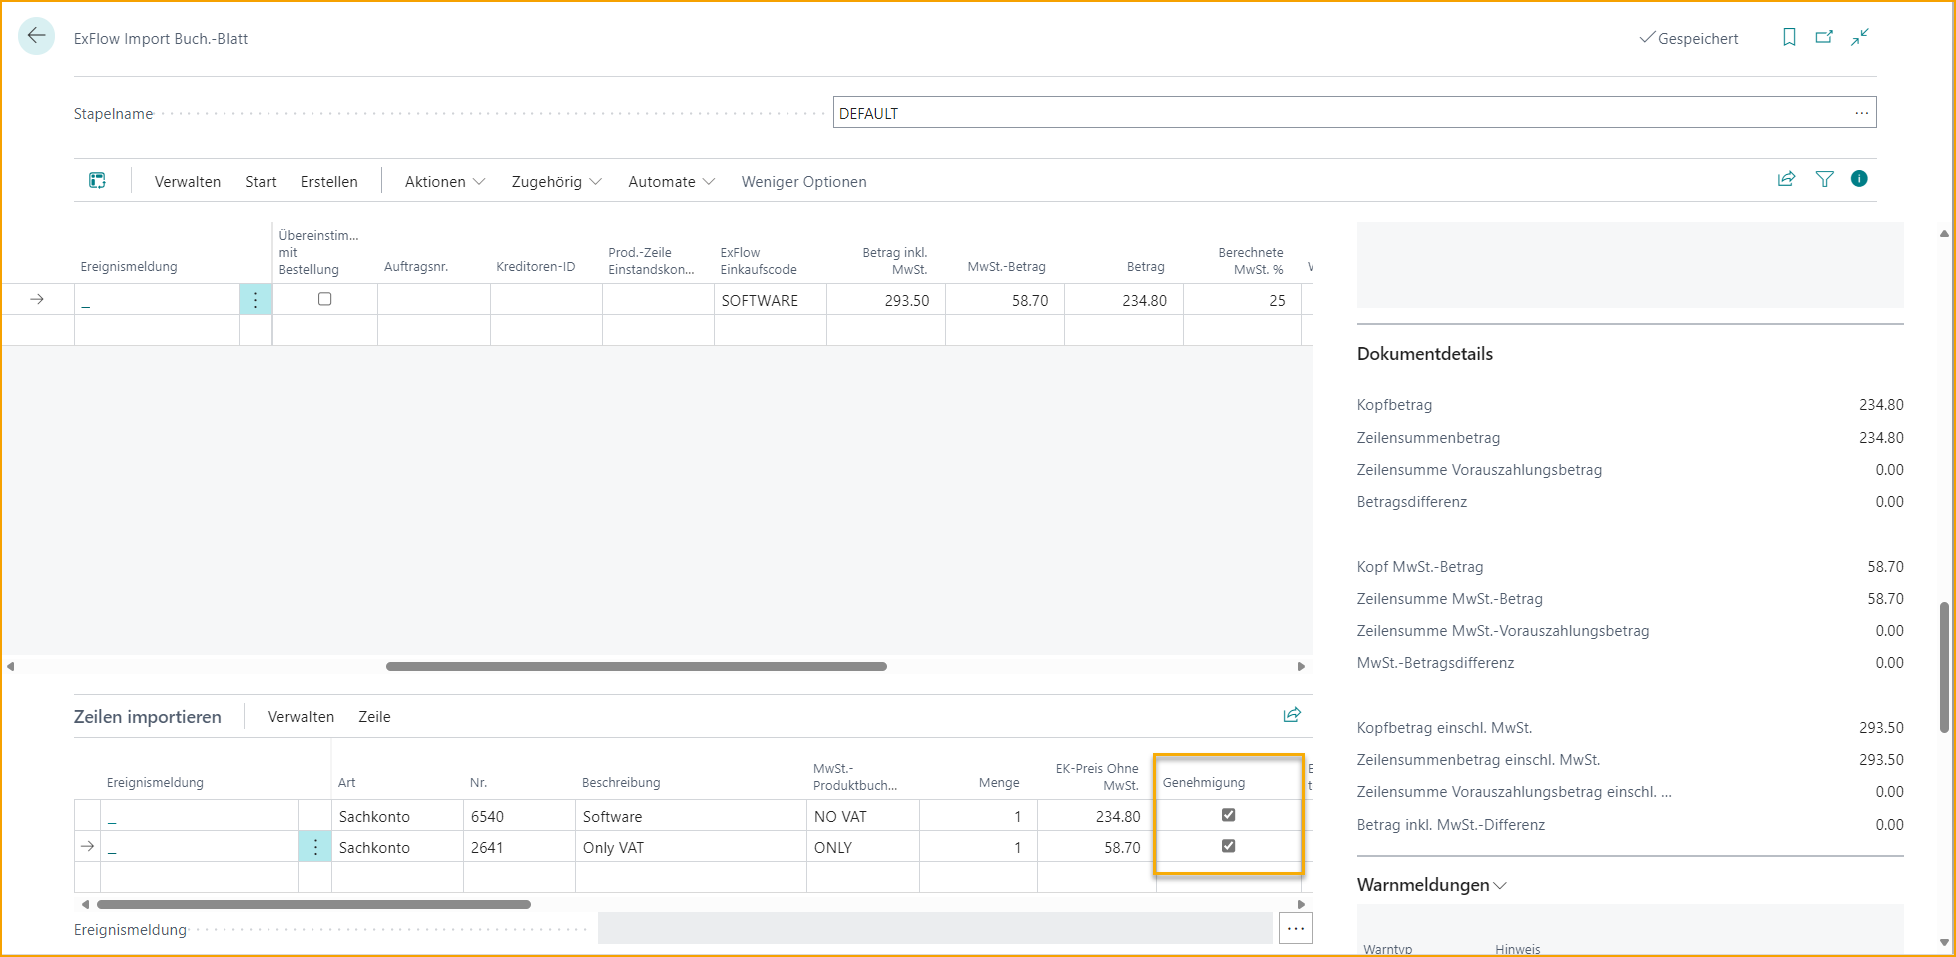 ExFlow Import Buch.-Blatt
Gespeichert
Stapelname
DEFAULT
Verwalten Start Erstellen Aktionen Zugehörig Automate Weniger Optionen
Ereignismeldung Übereinstim... mit Bestellung Auftragsnr. Kreditoren-ID Prod.-Zeile Einstandskon... ExFlow Einkaufscode Betrag inkl. MwSt. MwSt.-Betrag Betrag Berechnete MwSt. %
_ SOFTWARE 293.50 58.70 234.80 25
Zeilen importieren Verwalten Zeile
Ereignismeldung Art Nr. Beschreibung MwSt.-Produktbuch... Menge EK-Preis Ohne MwSt. Genehmigung
_ Sachkonto 6540 Software NO VAT 1 234.80
_ Sachkonto 2641 Only VAT ONLY 1 58.70
Ereignismeldung
Dokumentdetails
Kopfbetrag 234.80
Zeilensummenbetrag 234.80
Zeilensumme Vorauszahlungsbetrag 0.00
Betragsdifferenz 0.00
Kopf MwSt.-Betrag 58.70
Zeilensumme MwSt.-Betrag 58.70
Zeilensumme MwSt.-Vorauszahlungsbetrag 0.00
MwSt.-Betragsdifferenz 0.00
Kopfbetrag einschl. MwSt. 293.50
Zeilensummenbetrag einschl. MwSt. 293.50
Zeilensumme Vorauszahlungsbetrag einschl. ... 0.00
Betrag inkl. MwSt.-Differenz 0.00
Warnmeldungen
Warntyp Hinweis